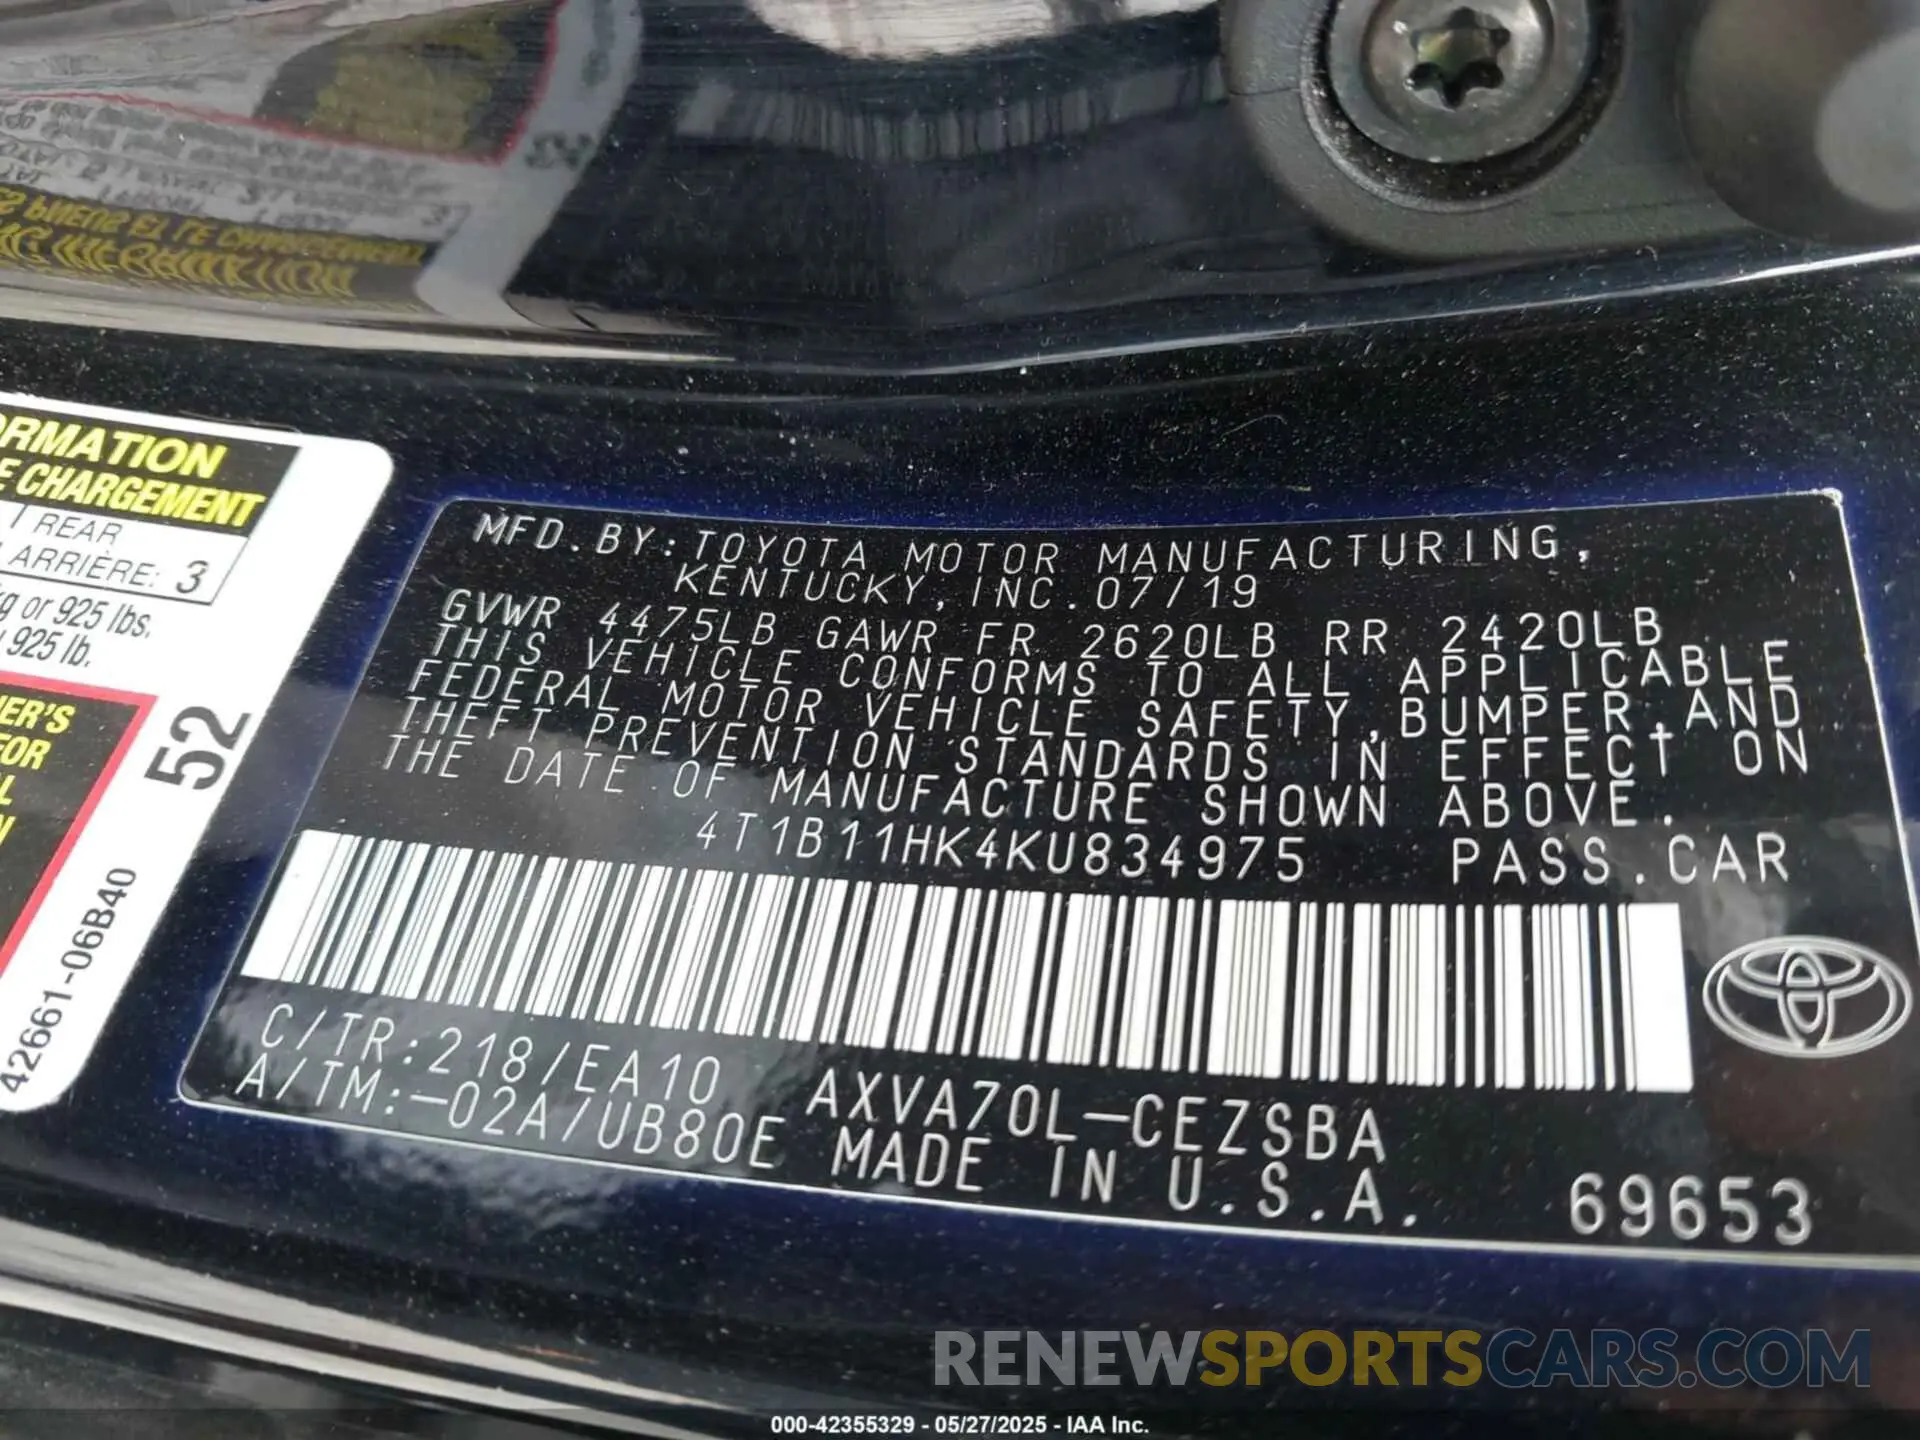 ORMATION
E CHARGEMENT
REAR
ARRIÈRE: 3
kg or 925 lbs.
925 lb.
52
42661-06B40
MFD.BY:TOYOTA MOTOR MANUFACTURING,
KENTUCKY,INC.07/19
GVWR 4475LB GAWR FR 2620LB RR 2420LB
THIS VEHICLE CONFORMS TO ALL APPLICABLE
FEDERAL MOTOR VEHICLE SAFETY,BUMPER,AND
THEFT PREVENTION STANDARDS IN EFFECT ON
THE DATE OF MANUFACTURE SHOWN ABOVE.
4T1B11HK4KU834975 PASS.CAR
C/TR:218/EA10 AXVA70L-CEZSBA
A/TM:-02A/UB80E MADE IN U.S.A.
69653
HER'S
FOR
RENEWSPORTSCARS.COM
000-42355329 - 05/27/2025 - IAA Inc.